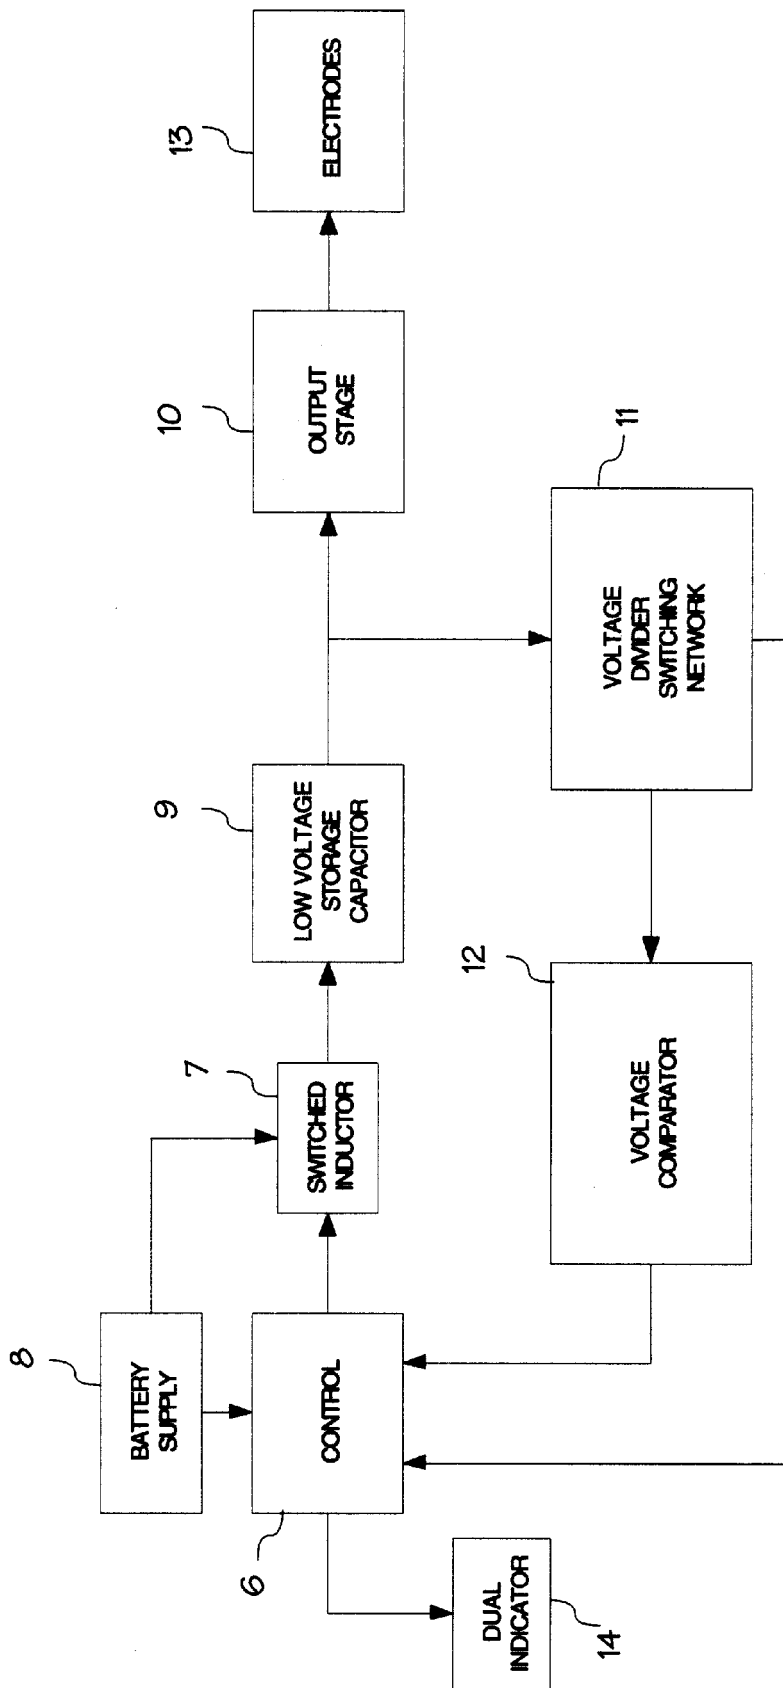 8
BATTERY
SUPPLY
6
CONTROL
7
SWITCHED
INDUCTOR
9
LOW VOLTAGE
STORAGE
CAPACITOR
10
OUTPUT
STAGE
13
ELECTRODES
DUAL
INDICATOR
14
12
VOLTAGE
COMPARATOR
11
VOLTAGE
DIVIDER
SWITCHING
NETWORK